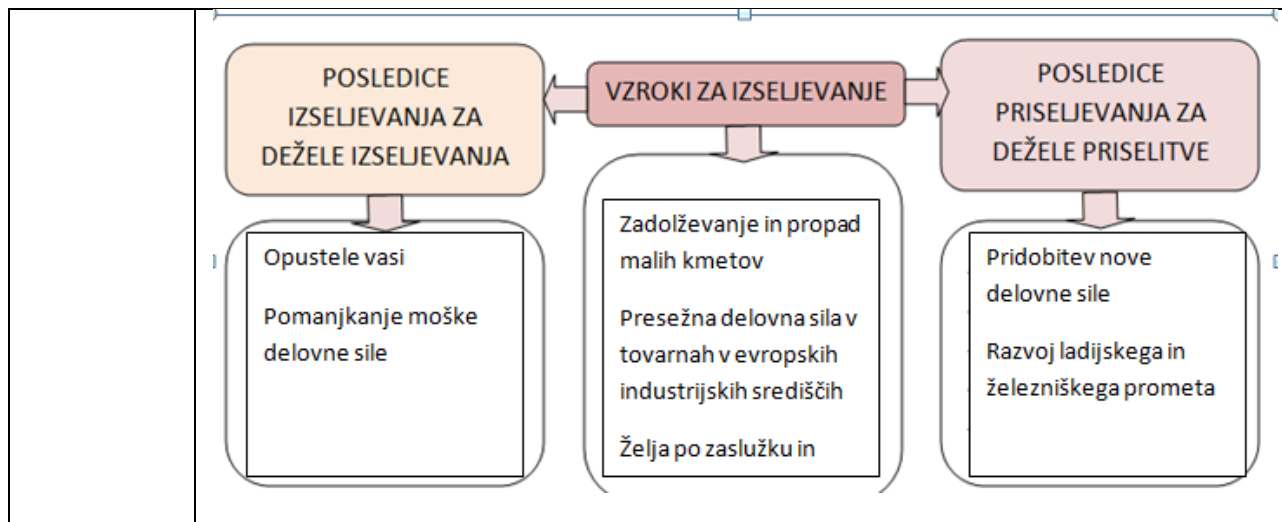 POSLEDICE
IZSELJEVANJA ZA
DEŽELE IZSELJEVANJA
Opustele vasi
Pomanjkanje moške
delovne sile
VZROKI ZA IZSELJEVANJE
Zadolževanje in propad
malih kmetov
Presežna delovna sila v
tovarnah v evropskih
industrijskih središčih
Želja po zaslužku in
POSLEDICE
PRISELJEVANJA ZA
DEŽELE PRISELITVE
Pridobitev nove
delovne sile
Razvoj ladijskega in
železniškega prometa